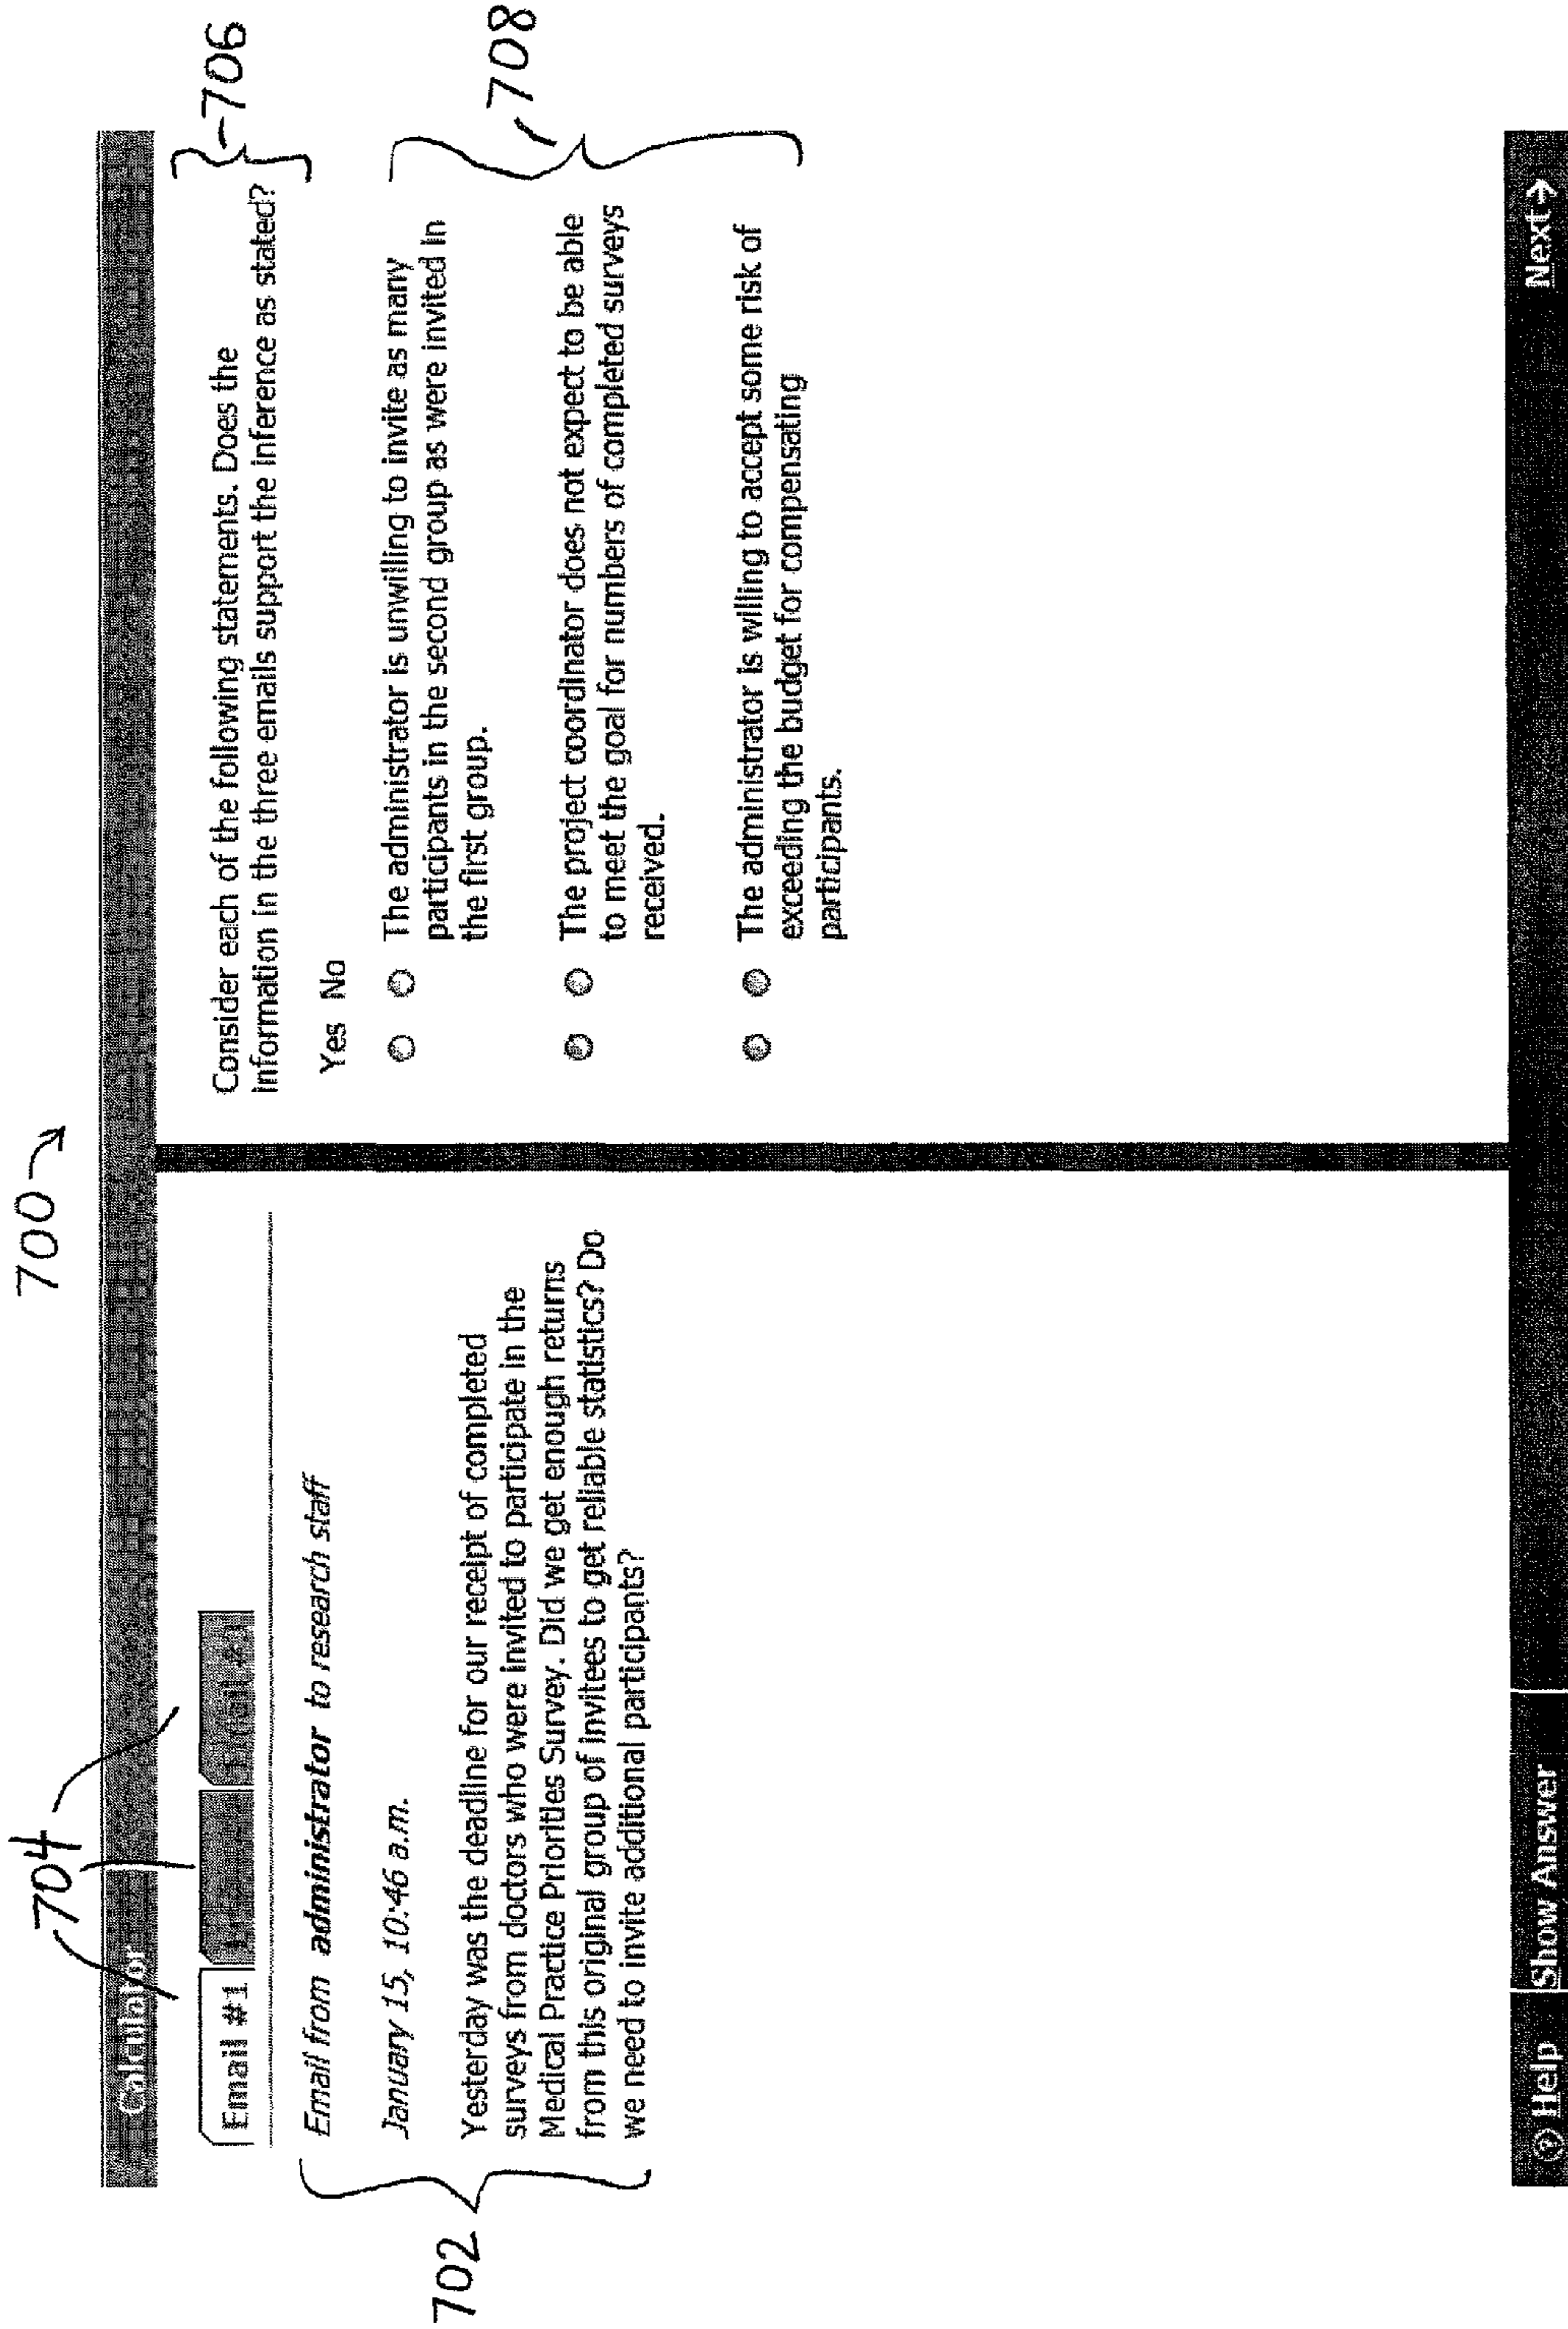 700
Calculator
704
Email #1
Email from administrator to research staff
January 15, 10:46 a.m.
Yesterday was the deadline for our receipt of completed
surveys from doctors who were invited to participate in the
Medical Practice Priorities Survey. Did we get enough returns
from this original group of invitees to get reliable statistics? Do
we need to invite additional participants?
702
Consider each of the following statements. Does the
information in the three emails support the inference as stated?
706
Yes No
The administrator is unwilling to invite as many
participants in the second group as were invited in
the first group.
The project coordinator does not expect to be able
to meet the goal for numbers of completed surveys
received.
The administrator is willing to accept some risk of
exceeding the budget for compensating
participants.
708
? Help
Show Answer
Next →